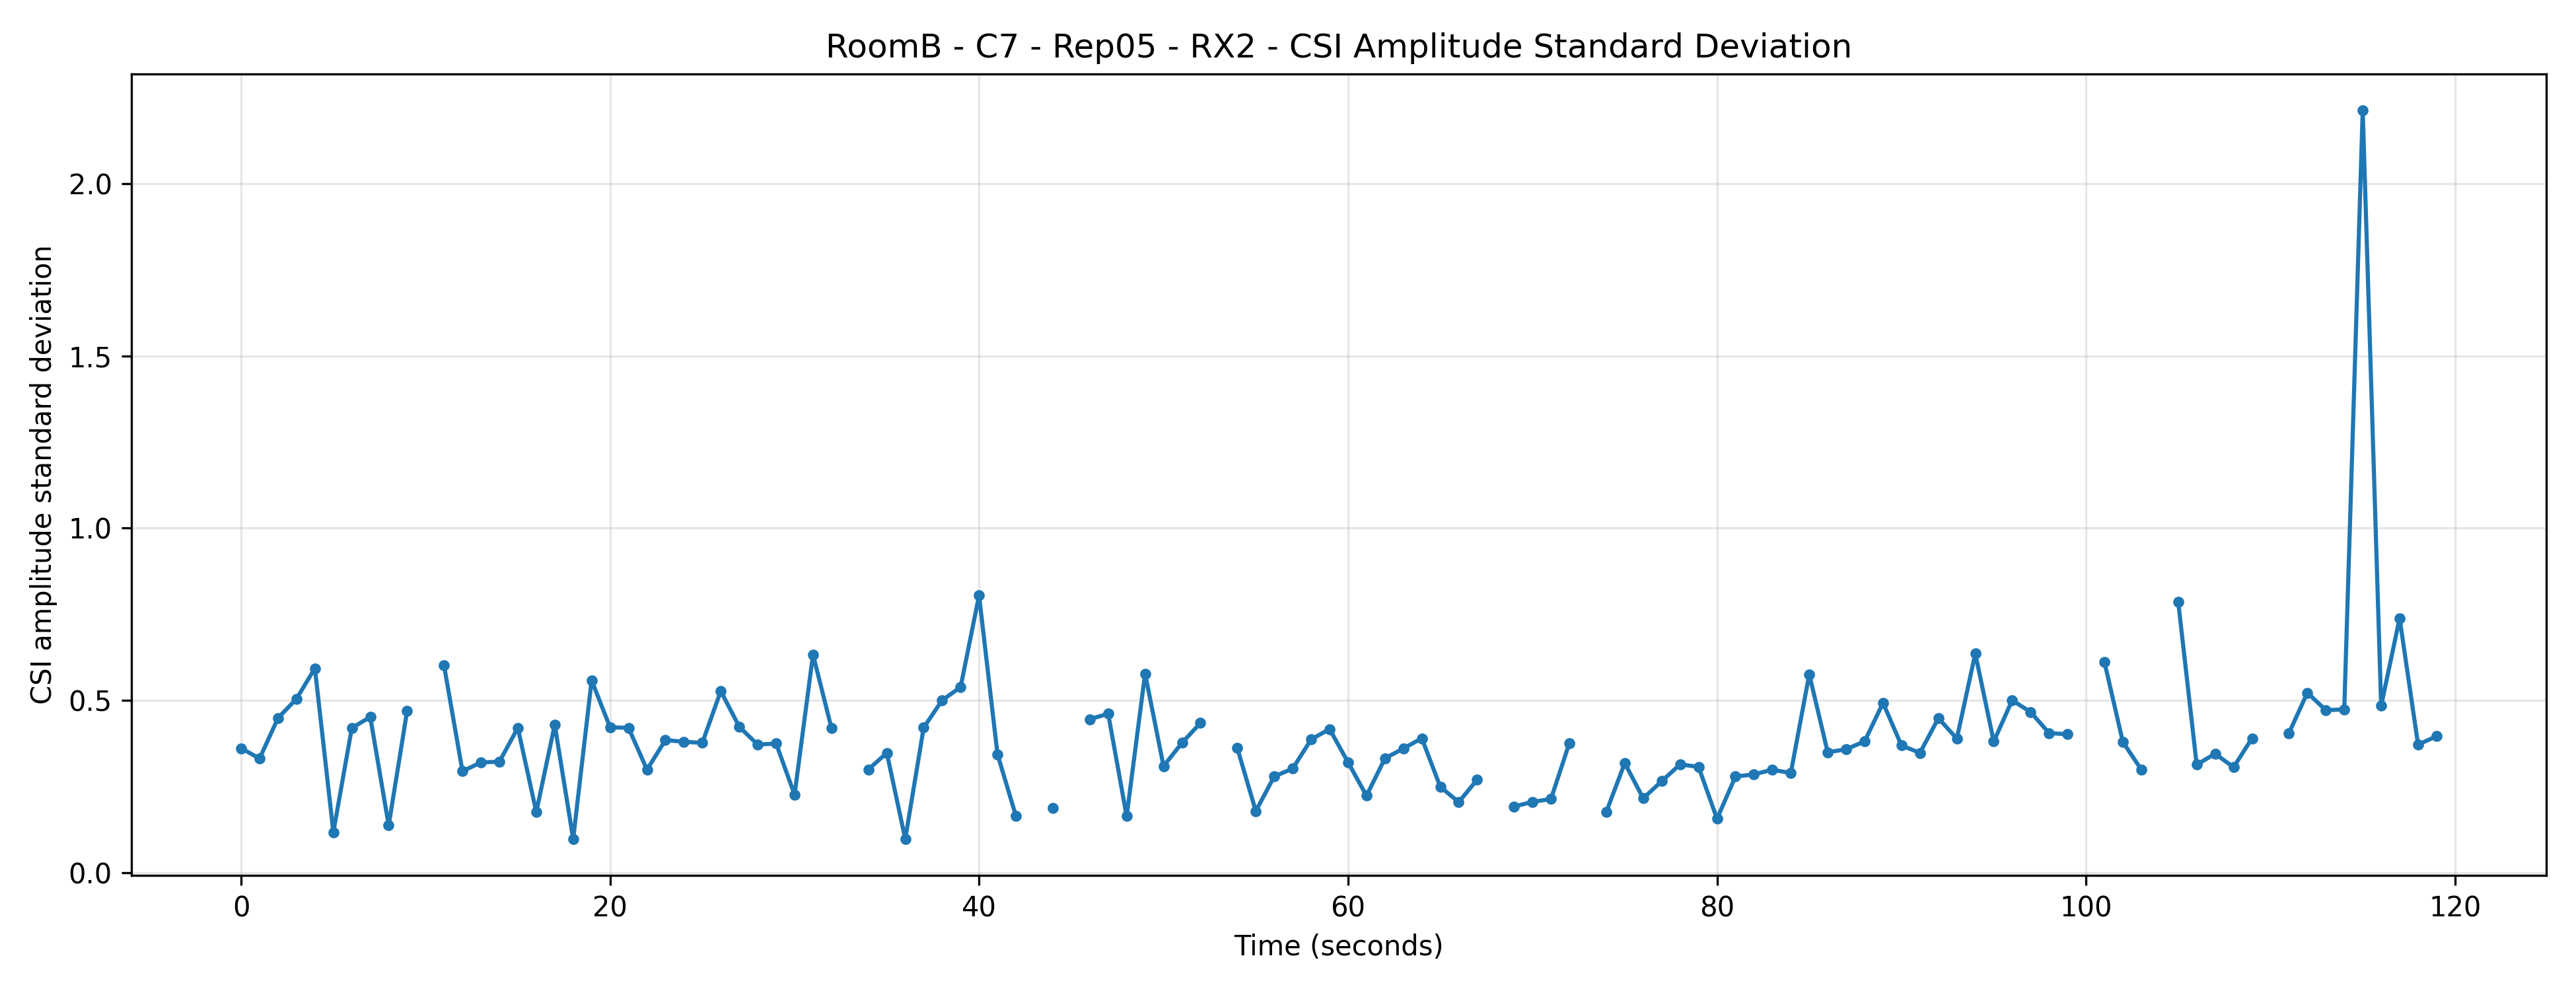 RoomB - C7 - Rep05 - RX2 - CSI Amplitude Standard Deviation
CSI amplitude standard deviation
2.0
1.5
1.0
0.5
0.0
0 20 40 60 80 100 120
Time (seconds)